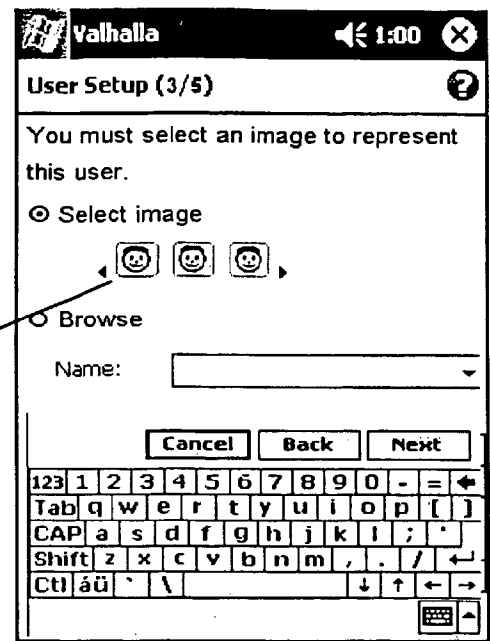 Valhalla 1:00
User Setup (3/5)
You must select an image to represent
this user.
Select image
Browse
Name:
Cancel Back Next
123 1 2 3 4 5 6 7 8 9 0 - =
Tab q w e r t y u i o p [ ]
CAP a s d f g h j k l ; '
Shift z x c v b n m , . /
Ctl áü ` \